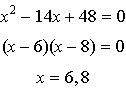 x² − 14x + 48 = 0
(x − 6)(x − 8) = 0
x = 6, 8